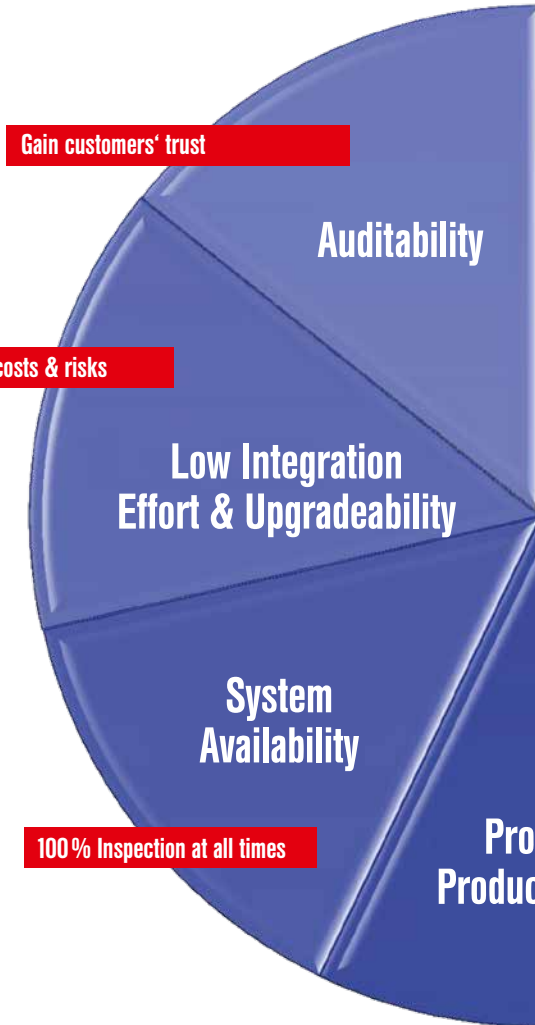 Gain customers‘ trust
Auditability
costs & risks
Low Integration
Effort & Upgradeability
System
Availability
100 % Inspection at all times